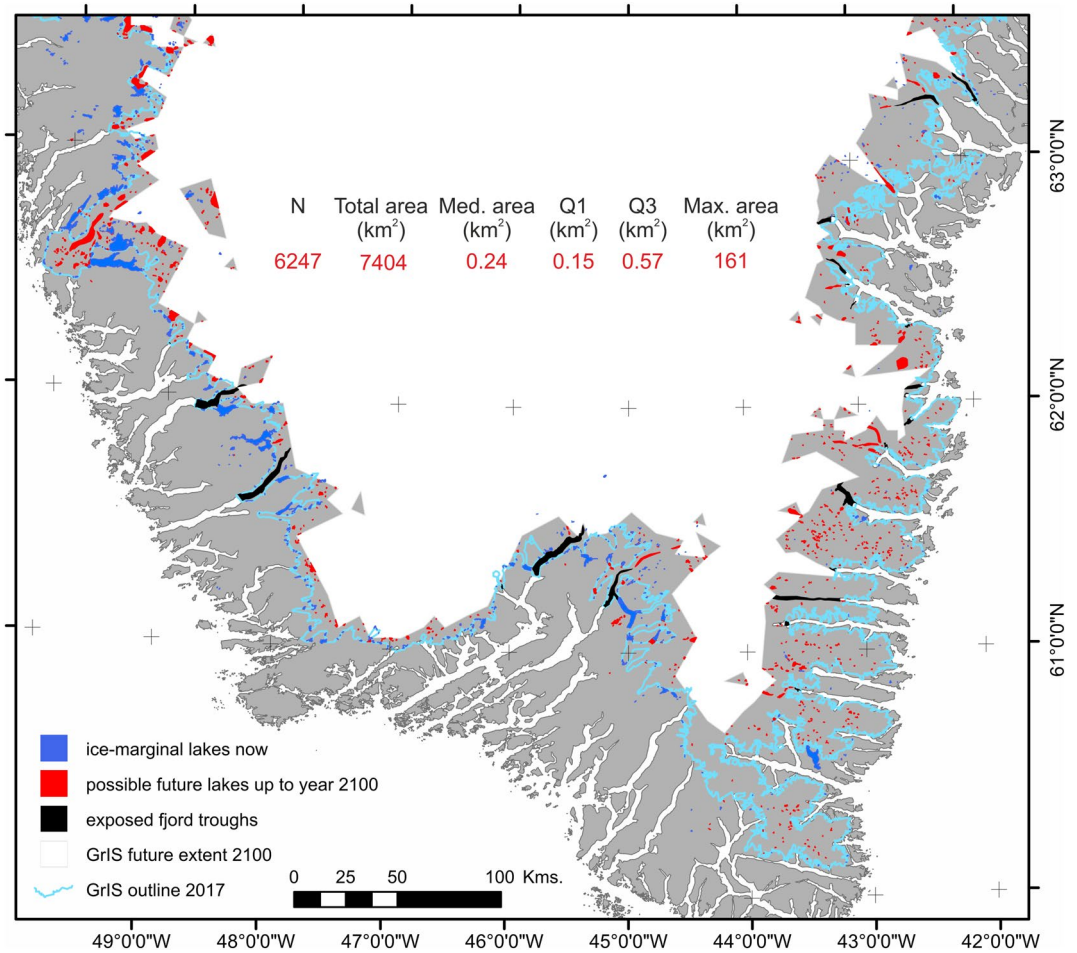 N Total area Med. area Q1 Q3 Max. area
(km²) (km²) (km²) (km²) (km²)
6247 7404 0.24 0.15 0.57 161
63°0'0"N
62°0'0"N
61°0'0"N
ice-marginal lakes now
possible future lakes up to year 2100
exposed fjord troughs
GrIS future extent 2100
GrIS outline 2017
0 25 50 100 Kms.
49°0'0"W 48°0'0"W 47°0'0"W 46°0'0"W 45°0'0"W 44°0'0"W 43°0'0"W 42°0'0"W